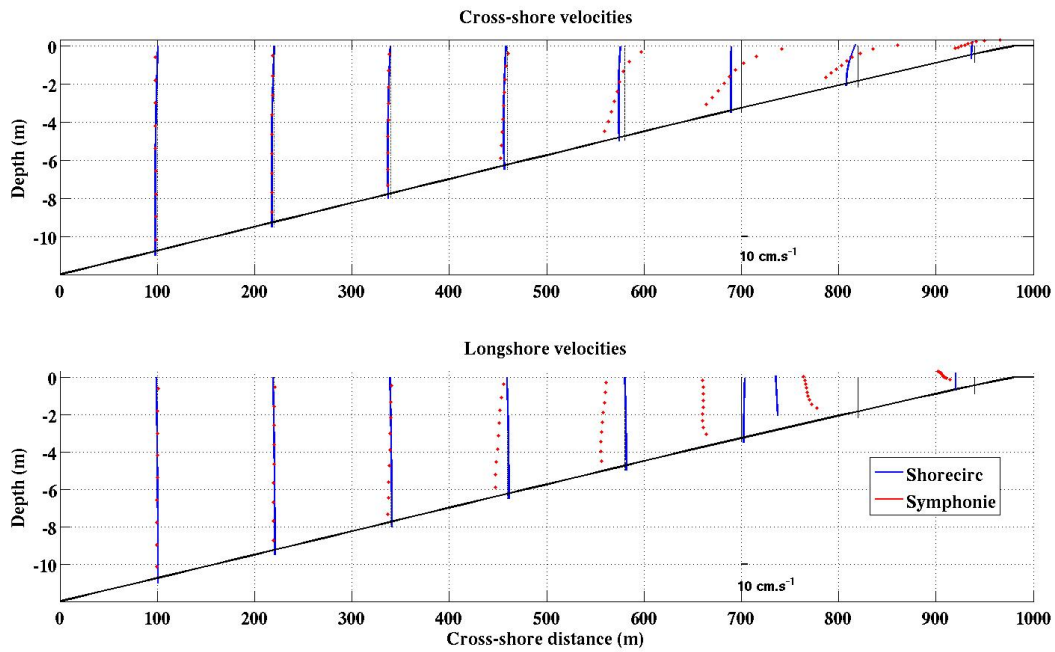 Cross-shore velocities
0
-2
-4
-6
-8
-10
Depth (m)
10 cm.s⁻¹
0 100 200 300 400 500 600 700 800 900 1000
Longshore velocities
0
-2
-4
-6
-8
-10
Depth (m)
Shorecirc
Symphonie
10 cm.s⁻¹
0 100 200 300 400 500 600 700 800 900 1000
Cross-shore distance (m)